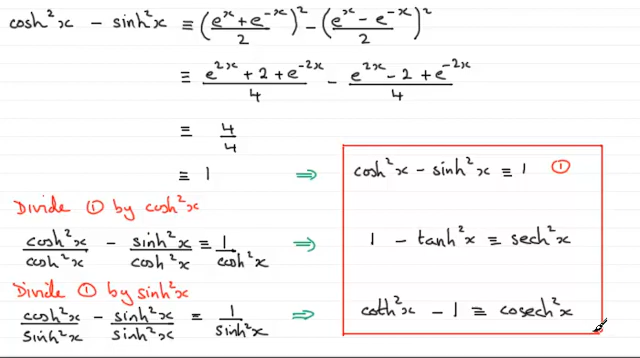 cosh²x − sinh²x ≡ ((eˣ + e⁻ˣ)/2)² − ((eˣ − e⁻ˣ)/2)²
≡ (e²ˣ + 2 + e⁻²ˣ)/4 − (e²ˣ − 2 + e⁻²ˣ)/4
≡ 4/4
≡ 1 ⇒ cosh²x − sinh²x ≡ 1 ①
Divide ① by cosh²x
cosh²x/cosh²x − sinh²x/cosh²x ≡ 1/cosh²x ⇒ 1 − tanh²x ≡ sech²x
Divide ① by sinh²x
cosh²x/sinh²x − sinh²x/sinh²x ≡ 1/sinh²x ⇒ coth²x − 1 ≡ cosech²x